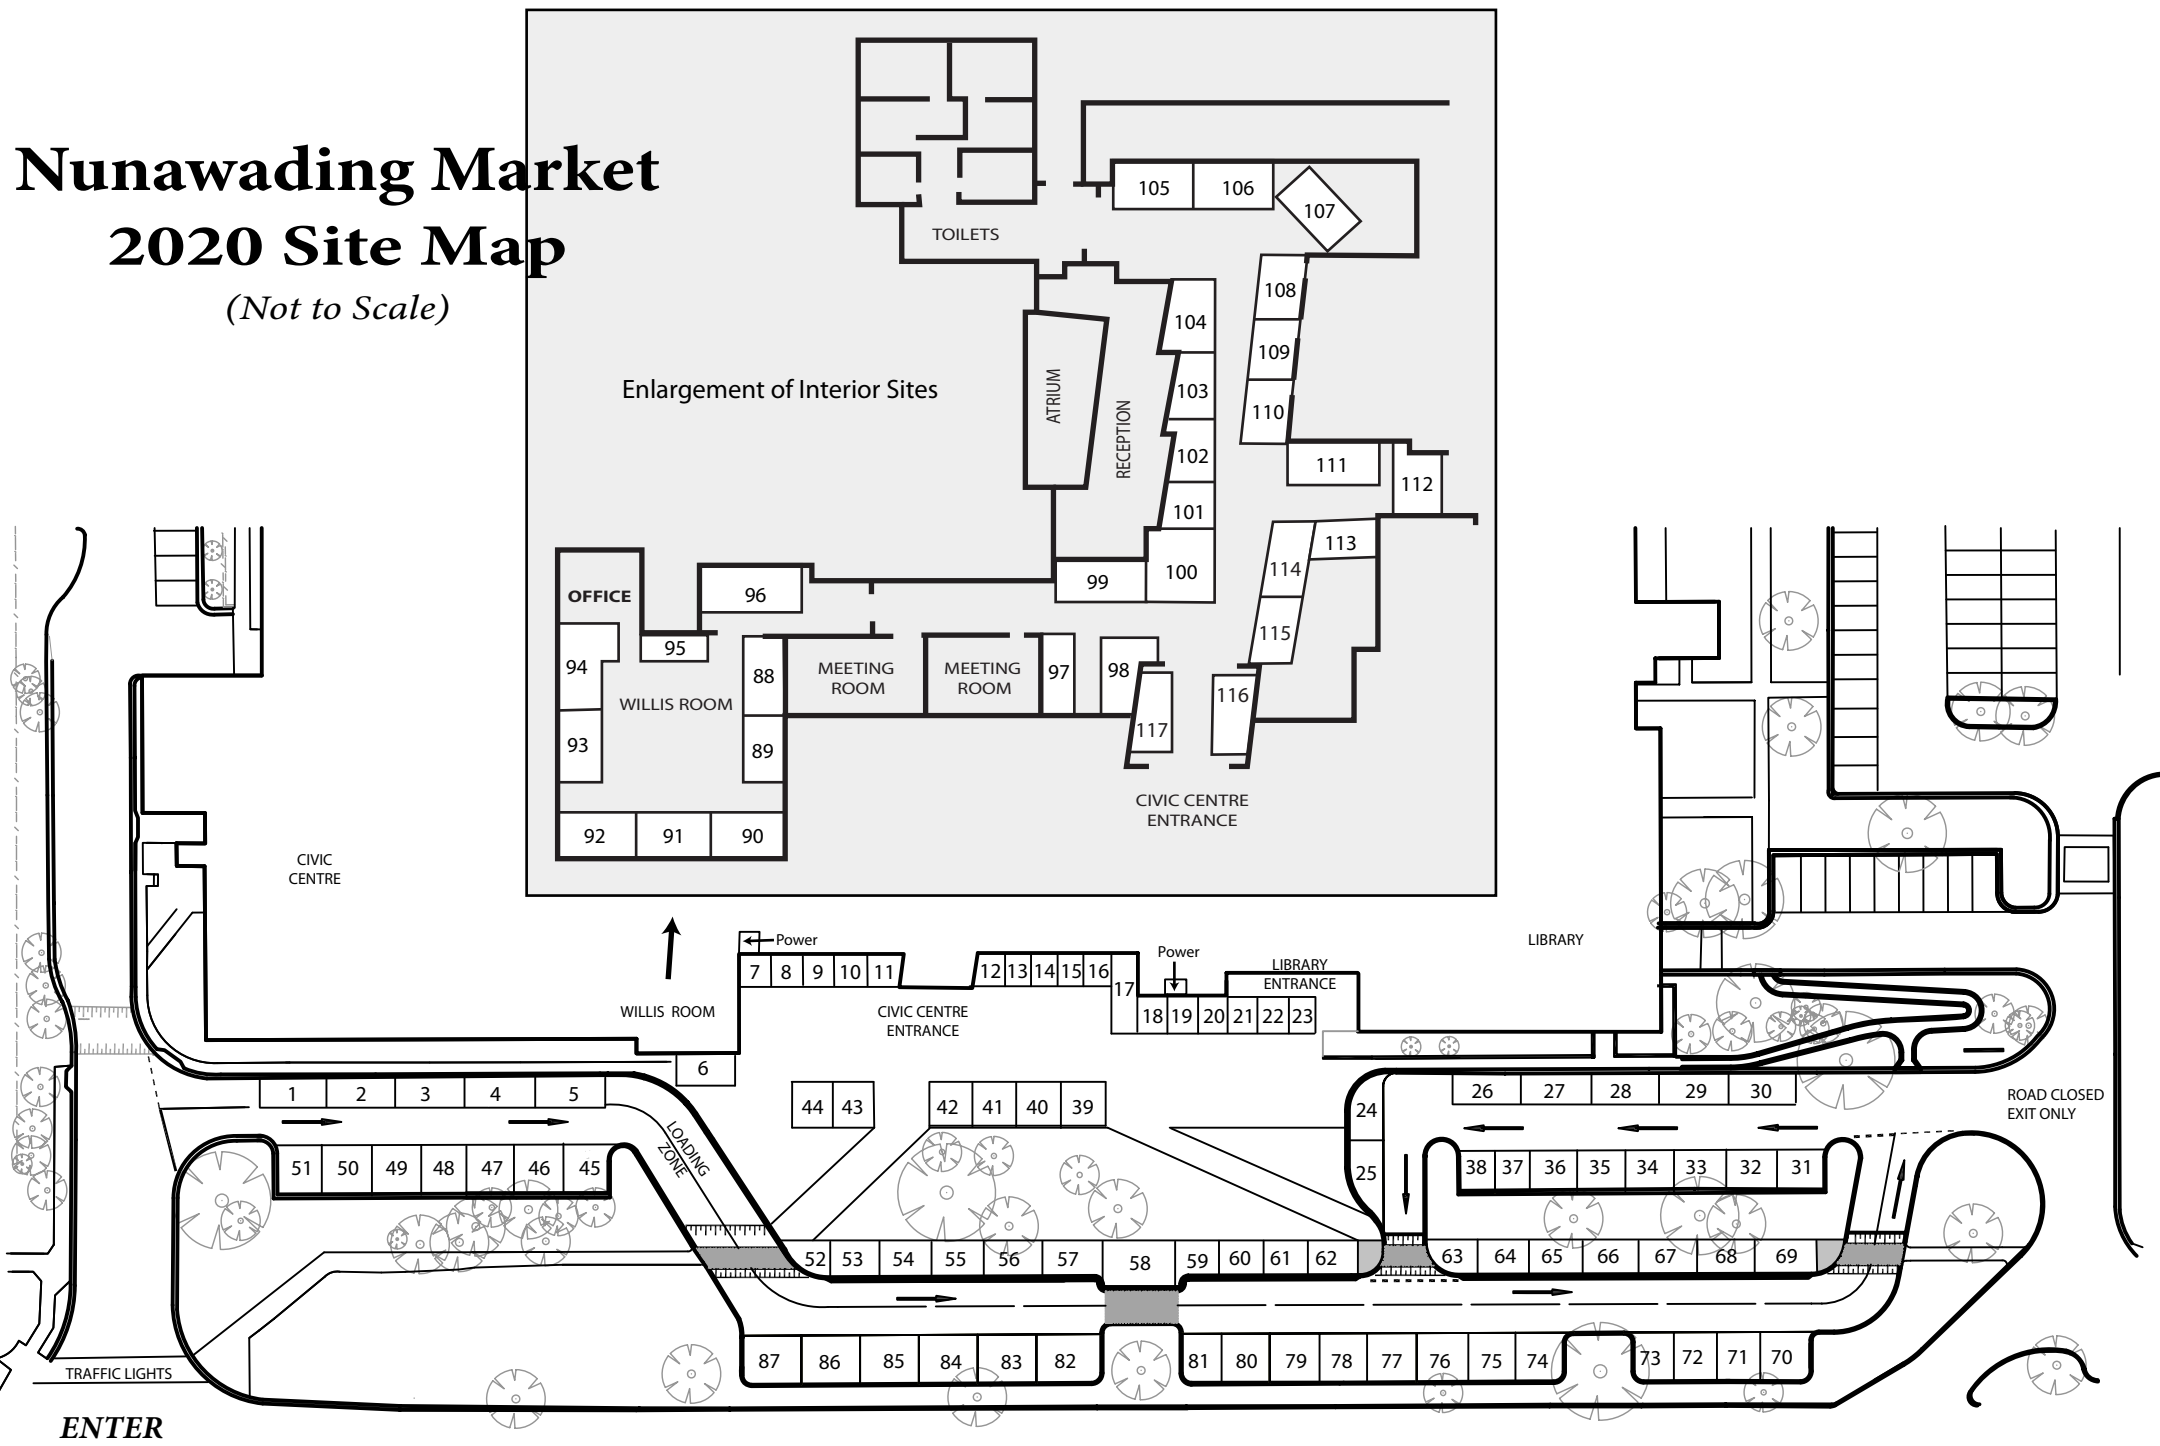 Nunawading Market
2020 Site Map
(Not to Scale)
105 106 107
TOILETS
108
104
109
Enlargement of Interior Sites
ATRIUM
RECEPTION
103
110
102
111
112
101
113
114
100
99
96
OFFICE
115
95
94
88
MEETING
ROOM
MEETING
ROOM
97
98
116
WILLIS ROOM
117
93
89
CIVIC CENTRE
ENTRANCE
92 91 90
CIVIC
CENTRE
Power
Power
LIBRARY
LIBRARY
ENTRANCE
7 8 9 10 11
12 13 14 15 16
17
WILLIS ROOM
CIVIC CENTRE
ENTRANCE
18 19 20 21 22 23
6
1 2 3 4 5
44 43
42 41 40 39
24
26 27 28 29 30
ROAD CLOSED
EXIT ONLY
LOADING
ZONE
51 50 49 48 47 46 45
25
38 37 36 35 34 33 32 31
52 53 54 55 56 57 58 59 60 61 62
63 64 65 66 67 68 69
87 86 85 84 83 82
81 80 79 78 77 76 75 74
73 72 71 70
TRAFFIC LIGHTS
ENTER